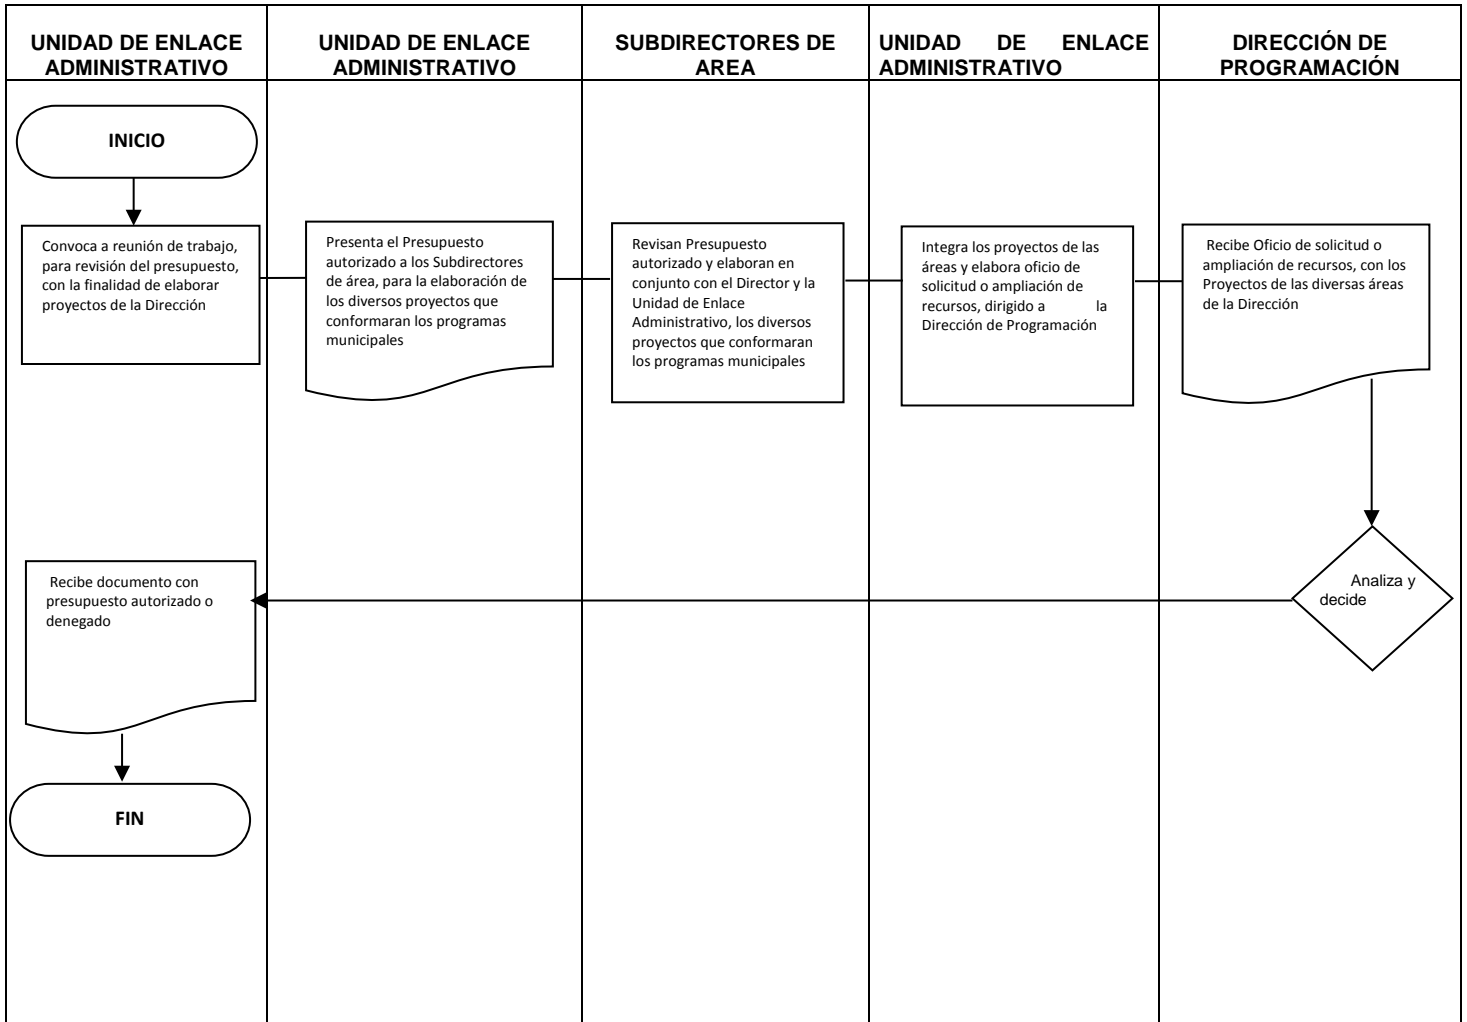 UNIDAD DE ENLACE
ADMINISTRATIVO
UNIDAD DE ENLACE
ADMINISTRATIVO
SUBDIRECTORES DE
AREA
UNIDAD DE ENLACE
ADMINISTRATIVO
DIRECCIÓN DE
PROGRAMACIÓN
INICIO
Convoca a reunión de trabajo,
para revisión del presupuesto,
con la finalidad de elaborar
proyectos de la Dirección
Presenta el Presupuesto
autorizado a los Subdirectores
de área, para la elaboración de
los diversos proyectos que
conformaran los programas
municipales
Revisan Presupuesto
autorizado y elaboran en
conjunto con el Director y la
Unidad de Enlace
Administrativo, los diversos
proyectos que conformaran
los programas municipales
Integra los proyectos de las
áreas y elabora oficio de
solicitud o ampliación de
recursos, dirigido a la
Dirección de Programación
Recibe Oficio de solicitud o
ampliación de recursos, con los
Proyectos de las diversas áreas
de la Dirección
Analiza y
decide
Recibe documento con
presupuesto autorizado o
denegado
FIN